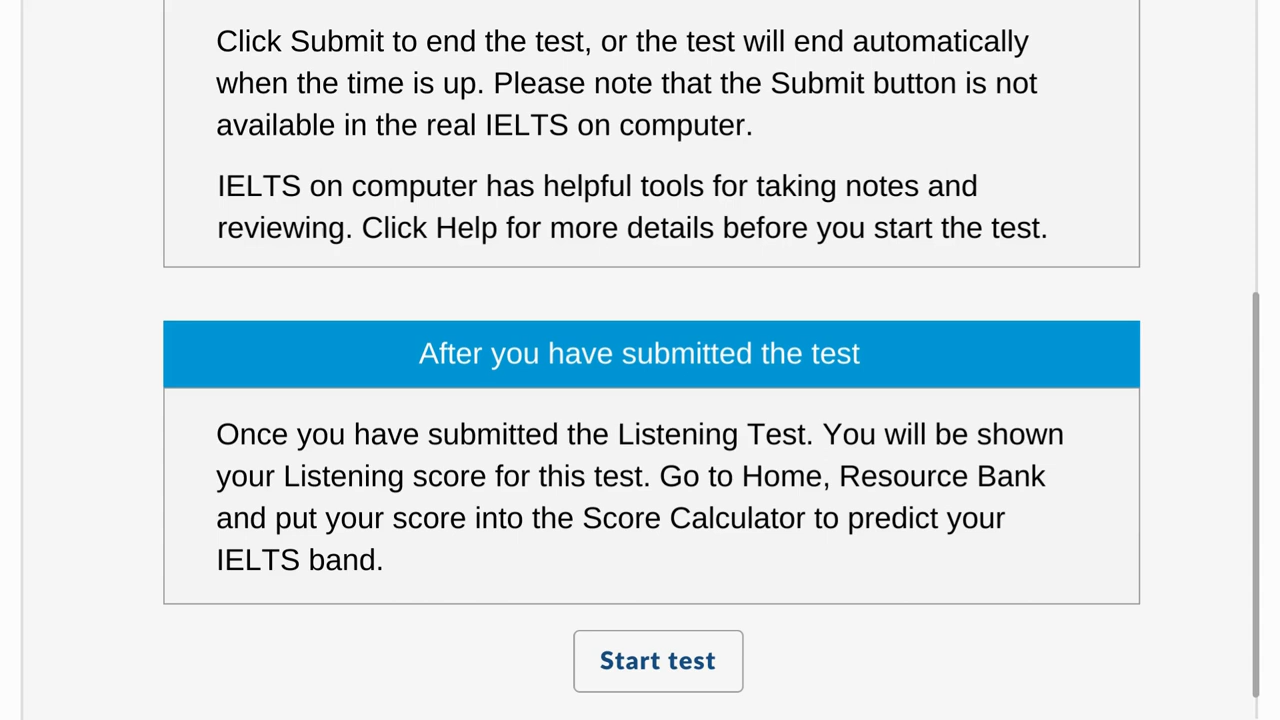 Click Submit to end the test, or the test will end automatically
when the time is up. Please note that the Submit button is not
available in the real IELTS on computer.
IELTS on computer has helpful tools for taking notes and
reviewing. Click Help for more details before you start the test.
After you have submitted the test
Once you have submitted the Listening Test. You will be shown
your Listening score for this test. Go to Home, Resource Bank
and put your score into the Score Calculator to predict your
IELTS band.
Start test